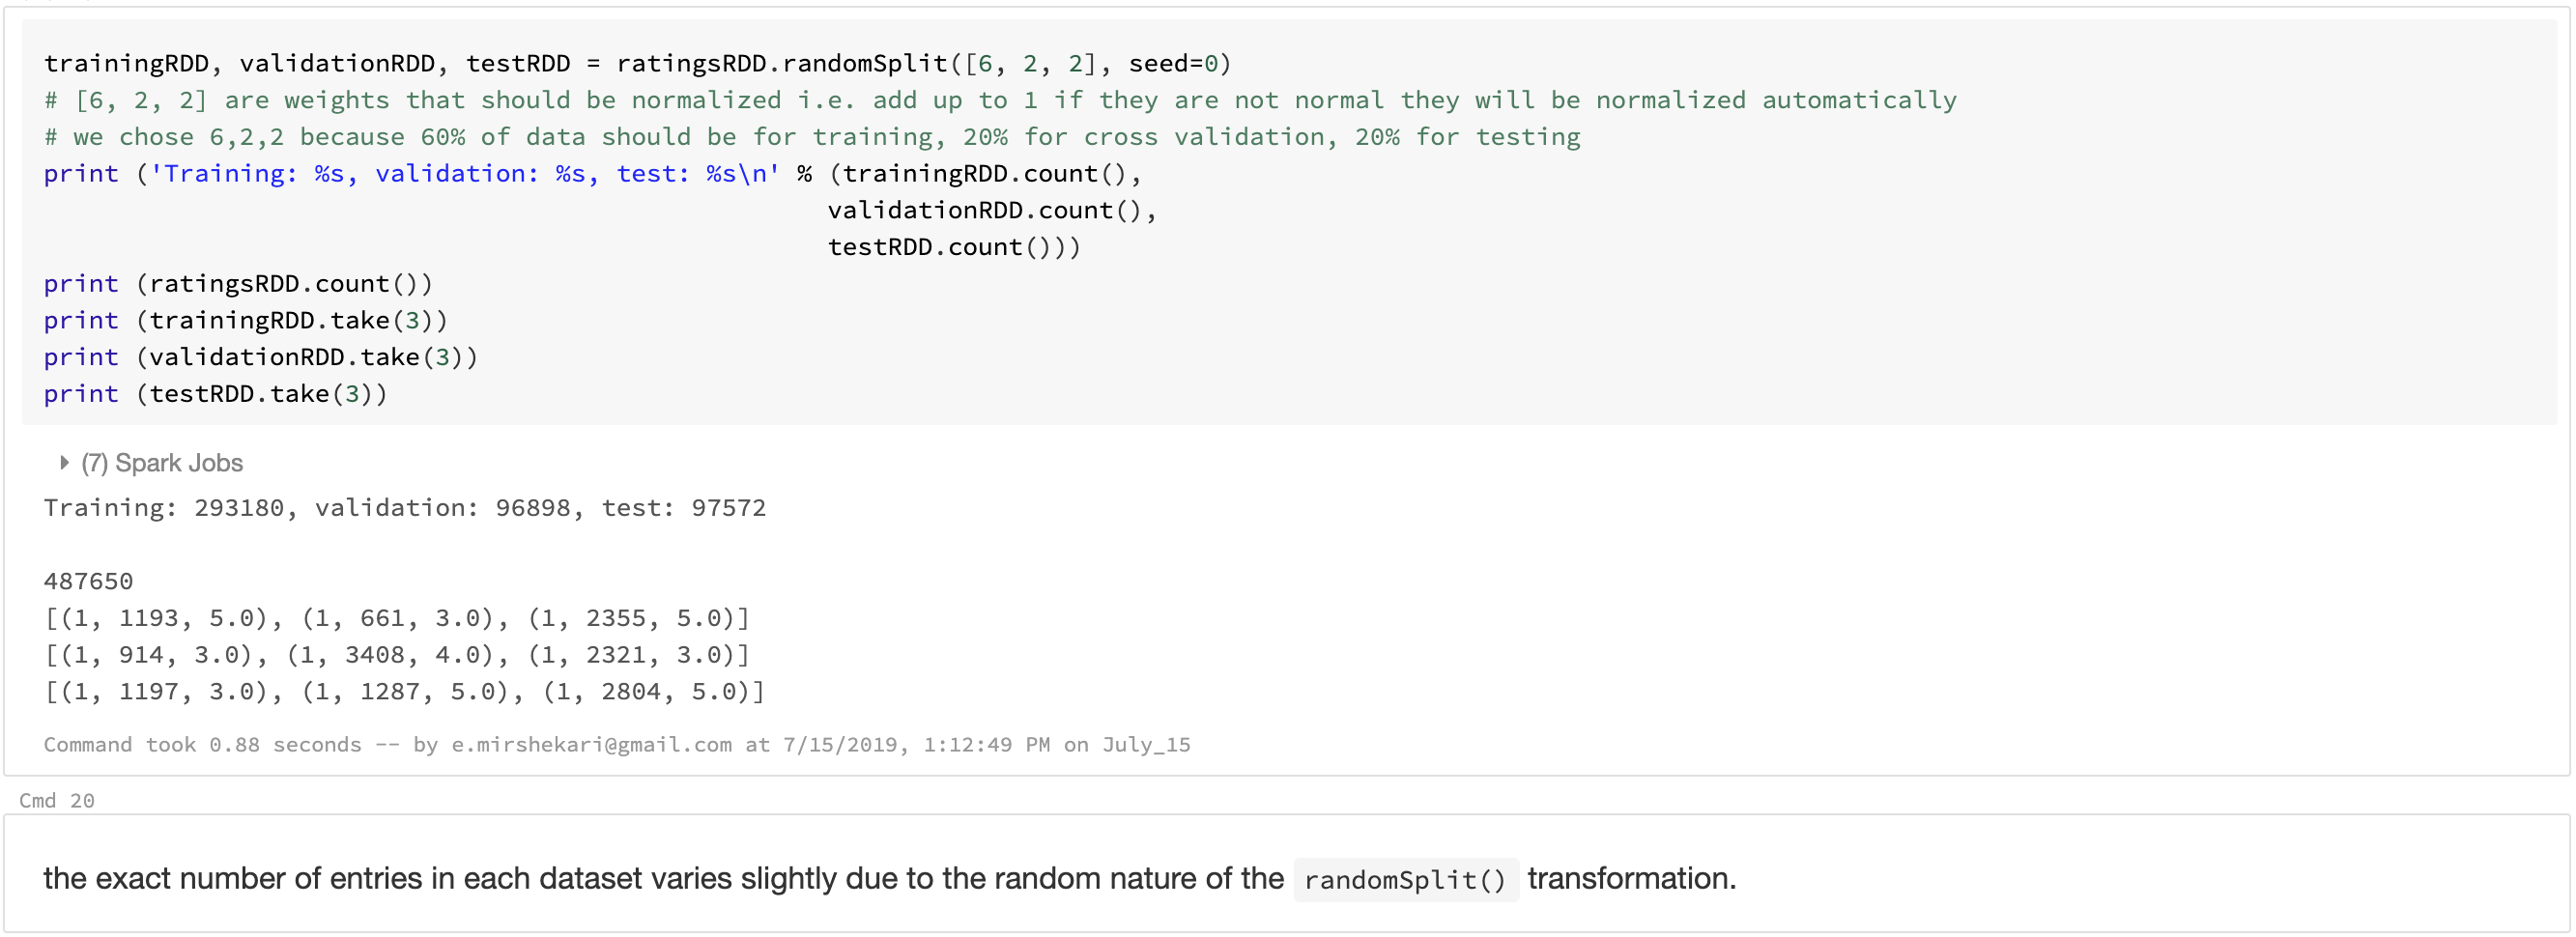 trainingRDD, validationRDD, testRDD = ratingsRDD.randomSplit([6, 2, 2], seed=0)
# [6, 2, 2] are weights that should be normalized i.e. add up to 1 if they are not normal they will be normalized automatically
# we chose 6,2,2 because 60% of data should be for training, 20% for cross validation, 20% for testing
print ('Training: %s, validation: %s, test: %s\n' % (trainingRDD.count(),
                                                    validationRDD.count(),
                                                    testRDD.count()))
print (ratingsRDD.count())
print (trainingRDD.take(3))
print (validationRDD.take(3))
print (testRDD.take(3))
(7) Spark Jobs
Training: 293180, validation: 96898, test: 97572
487650
[(1, 1193, 5.0), (1, 661, 3.0), (1, 2355, 5.0)]
[(1, 914, 3.0), (1, 3408, 4.0), (1, 2321, 3.0)]
[(1, 1197, 3.0), (1, 1287, 5.0), (1, 2804, 5.0)]
Command took 0.88 seconds -- by e.mirshekari@gmail.com at 7/15/2019, 1:12:49 PM on July_15
Cmd 20
the exact number of entries in each dataset varies slightly due to the random nature of the randomSplit() transformation.